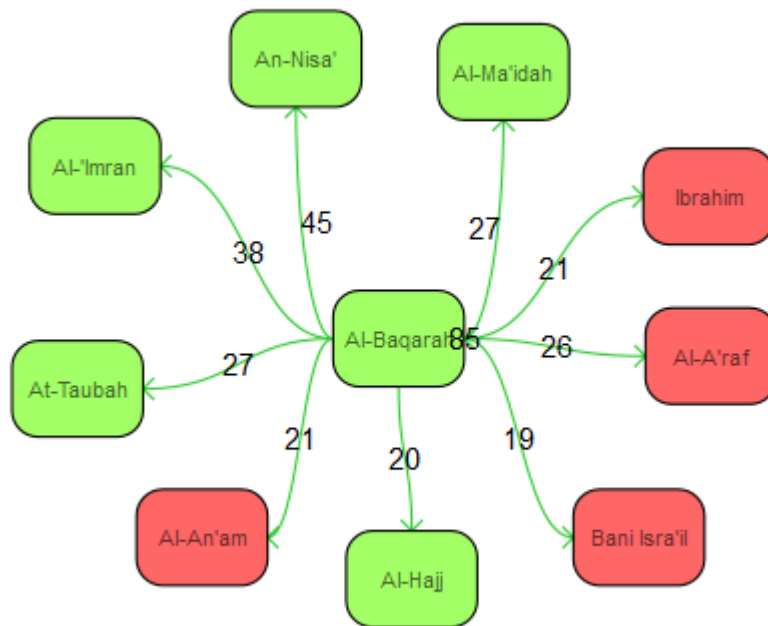 An-Nisa'
Al-Ma'idah
Al-'Imran
Ibrahim
45
27
38
21
Al-Baqarah
85
26
Al-A'raf
27
At-Taubah
21
20
19
Al-An'am
Bani Isra'il
Al-Hajj